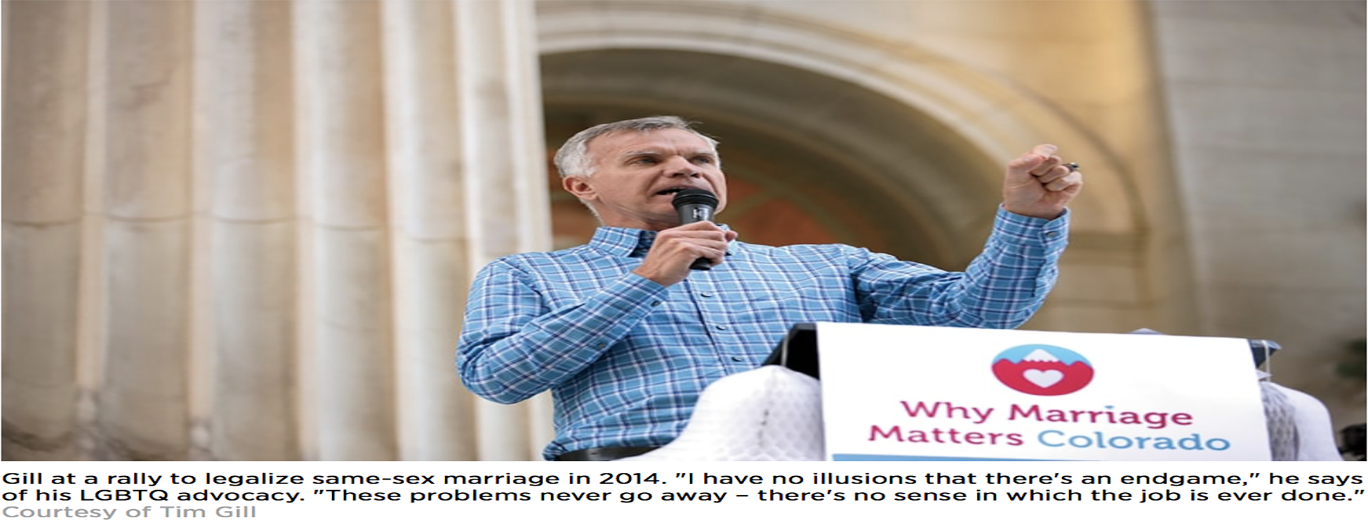 Why Marriage
Matters Colorado
Gill at a rally to legalize same-sex marriage in 2014. "I have no illusions that there's an endgame," he says
of his LGBTQ advocacy. "These problems never go away – there's no sense in which the job is ever done."
Courtesy of Tim Gill